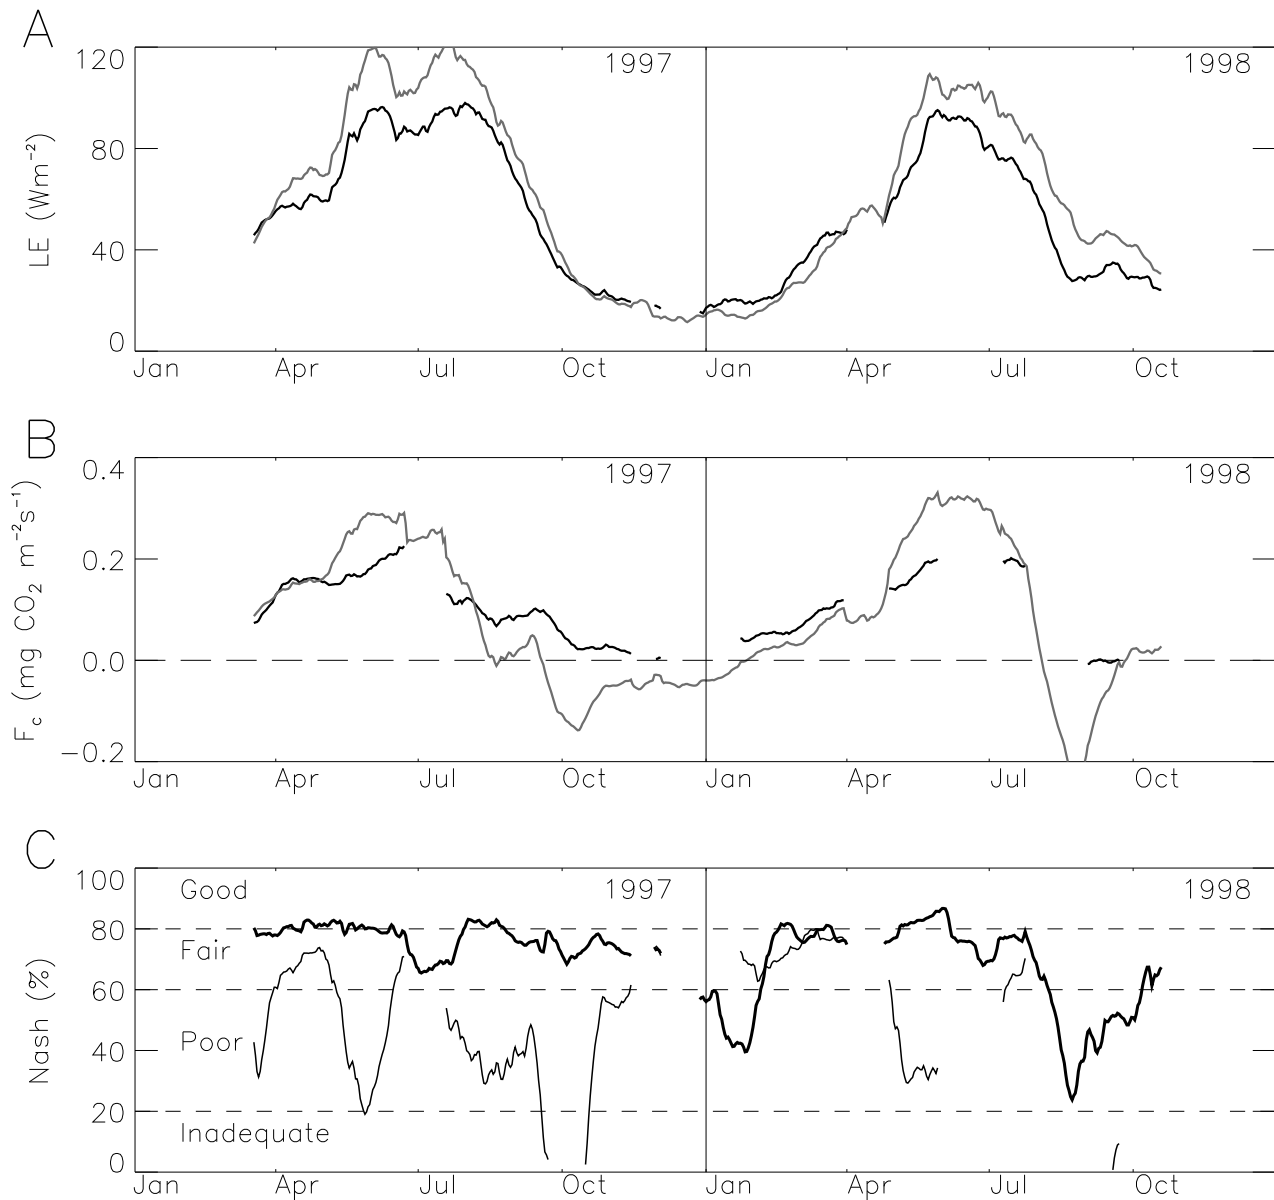 A
120
80
40
0
LE (Wm⁻²)
1997
1998
Jan Apr Jul Oct Jan Apr Jul Oct
B
0.4
0.2
0.0
−0.2
F_c (mg CO₂ m⁻²s⁻¹)
1997
1998
Jan Apr Jul Oct Jan Apr Jul Oct
C
100
80
60
40
20
0
Nash (%)
Good
Fair
Poor
Inadequate
1997
1998
Jan Apr Jul Oct Jan Apr Jul Oct